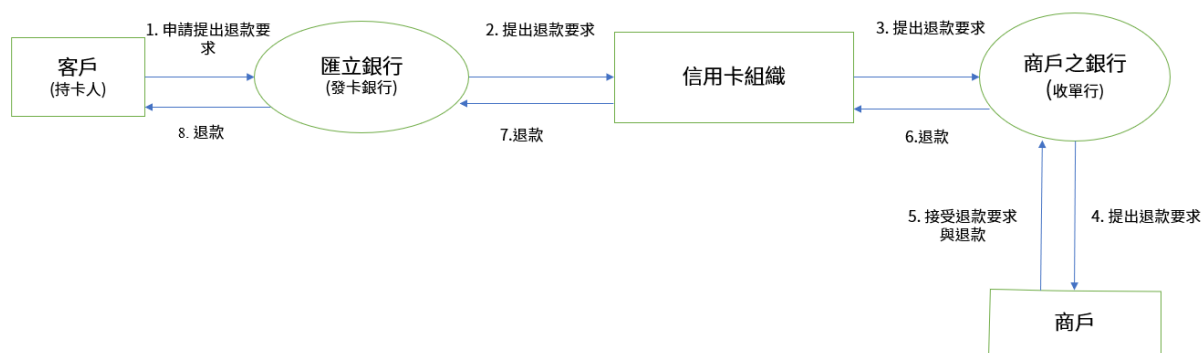 1. 申請提出退款要
求
2. 提出退款要求
3. 提出退款要求
客戶
(持卡人)
匯立銀行
(發卡銀行)
信用卡組織
商戶之銀行
(收單行)
8. 退款
7.退款
6.退款
5. 接受退款要求
與退款
4. 提出退款要求
商戶